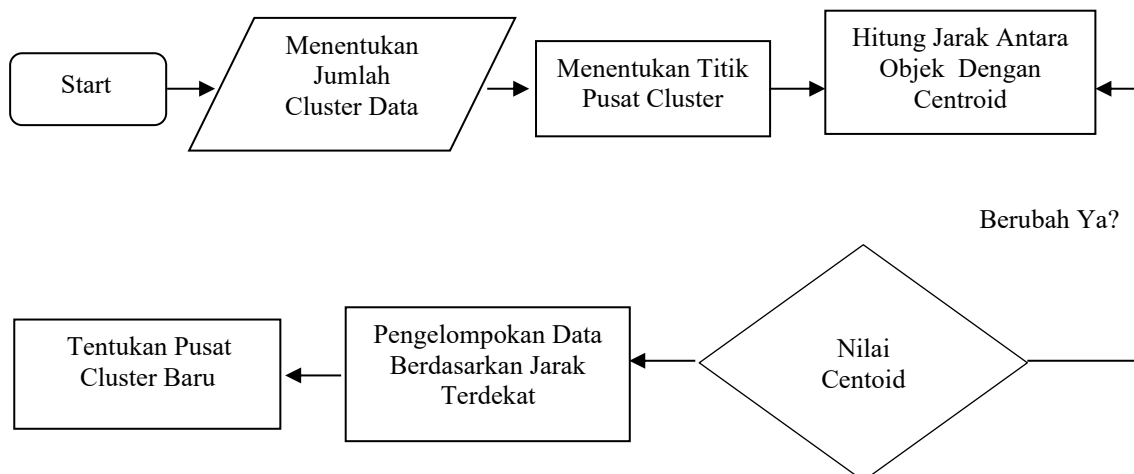 Start
Menentukan
Jumlah
Cluster Data
Menentukan Titik
Pusat Cluster
Hitung Jarak Antara
Objek Dengan
Centroid
Berubah Ya?
Tentukan Pusat
Cluster Baru
Pengelompokan Data
Berdasarkan Jarak
Terdekat
Nilai
Centoid